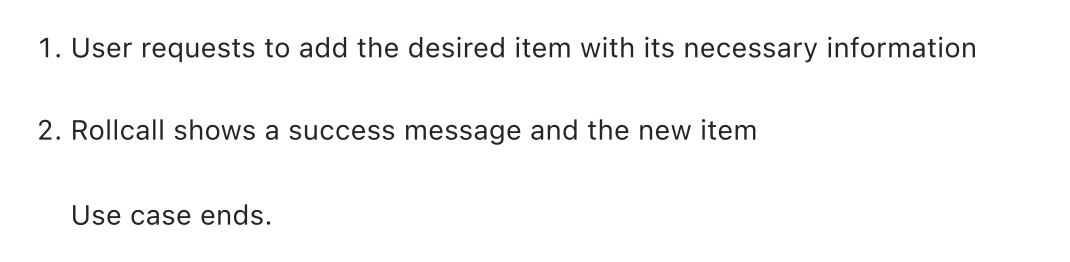 1. User requests to add the desired item with its necessary information
2. Rollcall shows a success message and the new item
Use case ends.